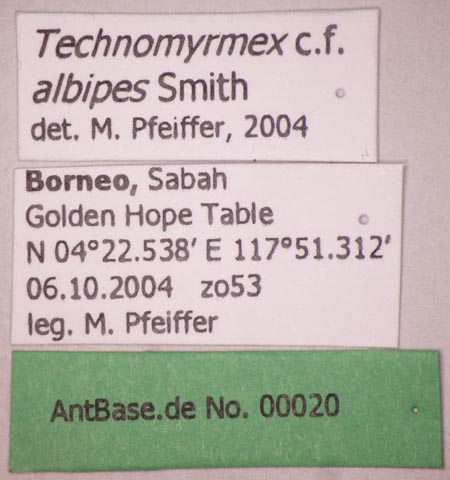 Technomyrmex c.f.
albipes Smith
det. M. Pfeiffer, 2004
Borneo, Sabah
Golden Hope Table
N 04°22.538' E 117°51.312'
06.10.2004 zo53
leg. M. Pfeiffer
AntBase.de No. 00020